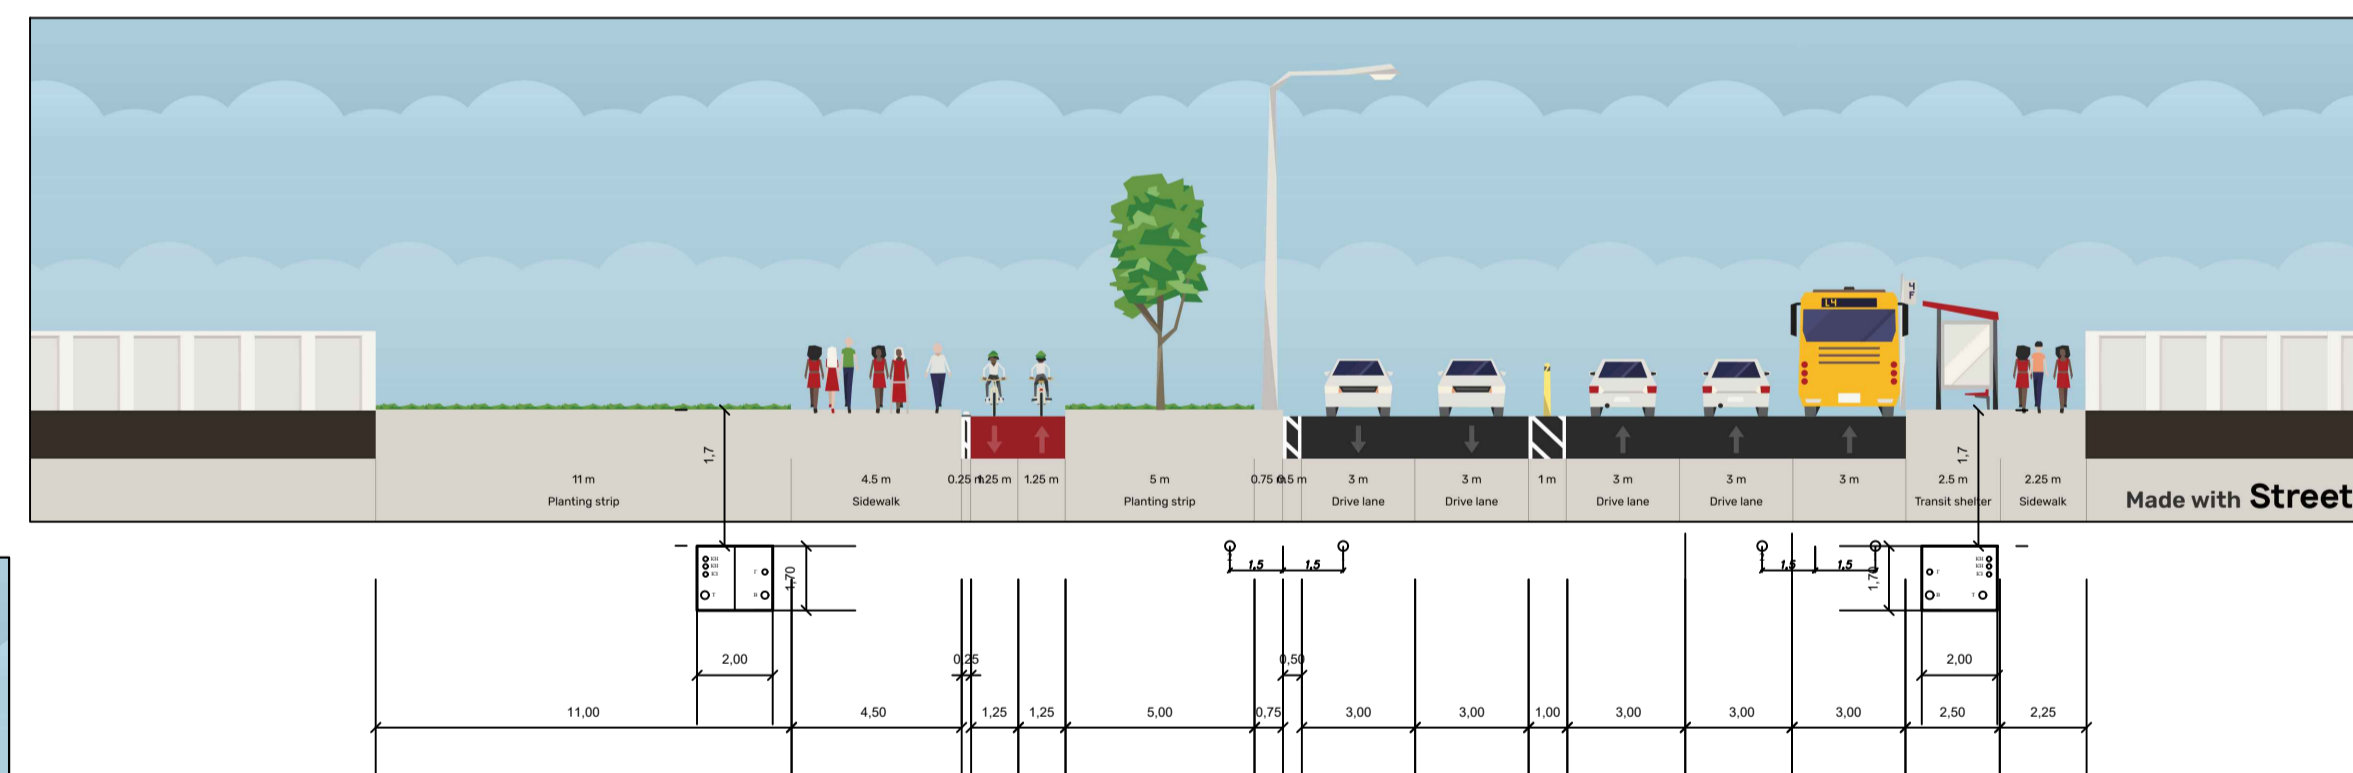 L4
4
F
1,7
1,7
11 m
4.5 m
0.25 m
1.25 m
1.25 m
5 m
0.75 m
0.5 m
3 m
3 m
1 m
3 m
3 m
3 m
2.5 m
2.25 m
Planting strip
Sidewalk
Planting strip
Drive lane
Drive lane
Drive lane
Drive lane
Transit shelter
Sidewalk
Made with Street
1.5
1.5
1.5
1.5
1,70
1,70
Г
Т
В
Г
В
Т
2,00
0,25
0,50
2,00
11,00
4,50
1,25
1,25
5,00
0,75
3,00
3,00
1,00
3,00
3,00
3,00
2,50
2,25